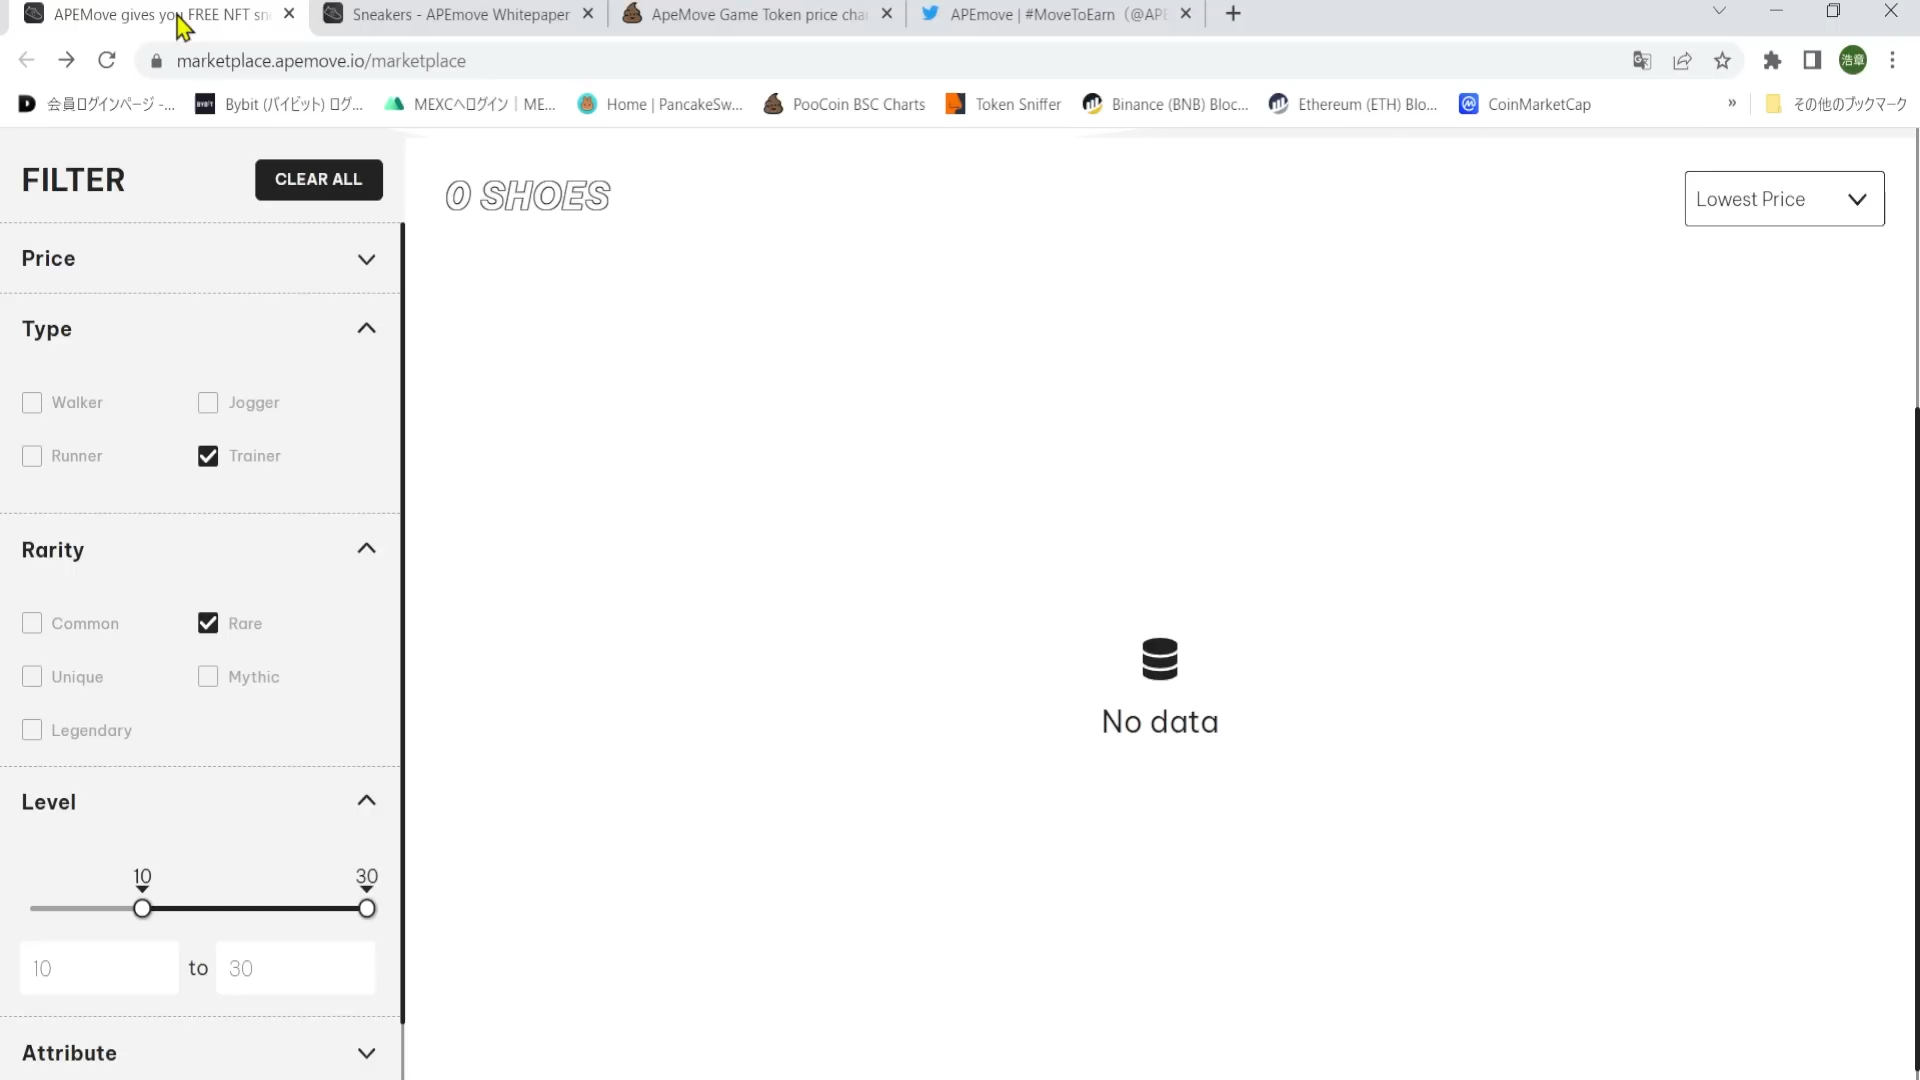 APEMove gives you FREE NFT sn
Sneakers - APEmove Whitepaper
ApeMove Game Token price cha
APEmove | #MoveToEarn (@APE
marketplace.apemove.io/marketplace
浩章
会員ログインページ -...
Bybit (バイビット) ログ...
MEXCへログイン | ME...
Home | PancakeSw...
PooCoin BSC Charts
Token Sniffer
Binance (BNB) Bloc...
Ethereum (ETH) Blo...
CoinMarketCap
»
その他のブックマーク
FILTER
CLEAR ALL
0 SHOES
Lowest Price
Price
Type
Walker
Jogger
Runner
Trainer
Rarity
Common
Rare
Unique
Mythic
Legendary
No data
Level
10
30
10 to 30
Attribute